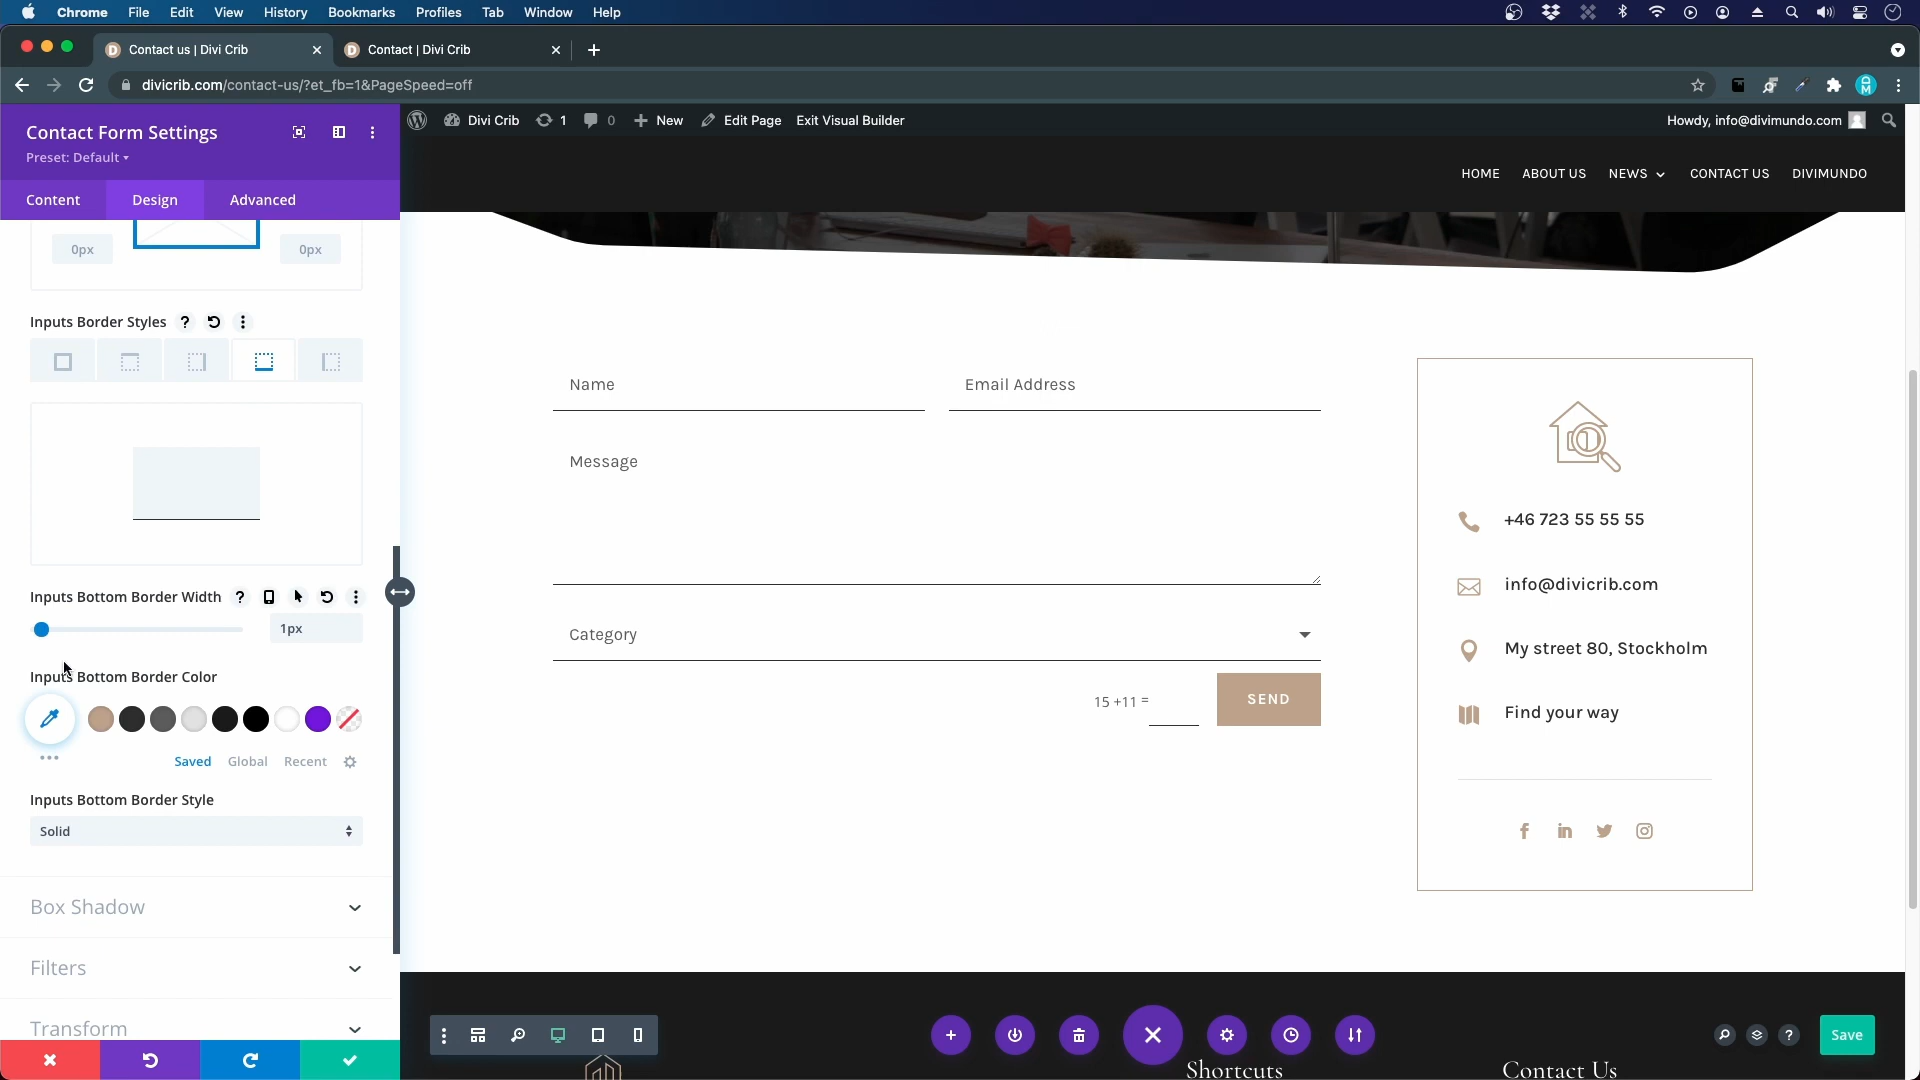 Chrome File Edit View History Bookmarks Profiles Tab Window Help
Contact us | Divi Crib
Contact | Divi Crib
divicrib.com/contact-us/?et_fb=1&PageSpeed=off
Contact Form Settings
Preset: Default
Content Design Advanced
Divi Crib 1 0 New Edit Page Exit Visual Builder
Howdy, info@divimundo.com
HOME ABOUT US NEWS CONTACT US DIVIMUNDO
0px 0px
Inputs Border Styles ?
Inputs Bottom Border Width ?
1px
Inputs Bottom Border Color
Saved Global Recent
Inputs Bottom Border Style
Solid
Box Shadow
Filters
Transform
Name
Email Address
Message
Category
15 +11 =
SEND
+46 723 55 55 55
info@divicrib.com
My street 80, Stockholm
Find your way
?
Save
Shortcuts
Contact Us